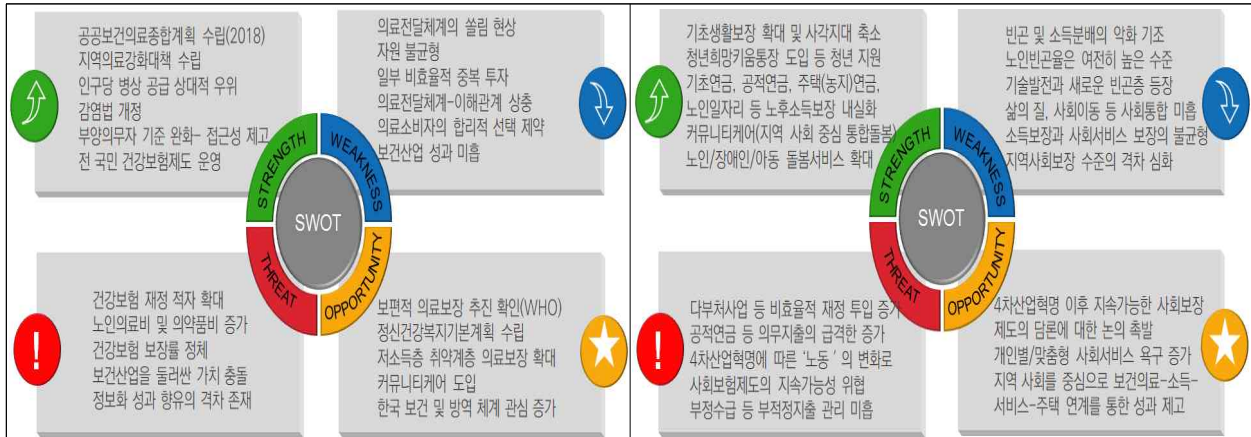 공공보건의료종합계획 수립(2018)
지역의료강화대책 수립
인구당 병상 공급 상대적 우위
감염법 개정
부양의무자 기준 완화- 접근성 제고
전 국민 건강보험제도 운영
의료전달체계의 쏠림 현상
자원 불균형
일부 비효율적 중복 투자
의료전달체계-이해관계 상충
의료소비자의 합리적 선택 제약
보건산업 성과 미흡
STRENGTH
WEAKNESS
SWOT
THREAT
OPPORTUNITY
건강보험 재정 적자 확대
노인의료비 및 의약품비 증가
건강보험 보장률 정체
보건산업을 둘러싼 가치 충돌
정보화 성과 향유의 격차 존재
보편적 의료보장 추진 확인(WHO)
정신건강복지기본계획 수립
저소득층 취약계층 의료보장 확대
커뮤니티케어 도입
한국 보건 및 방역 체계 관심 증가
기초생활보장 확대 및 사각지대 축소
청년희망키움통장 도입 등 청년 지원
기초연금, 공적연금, 주택(농지)연금,
노인일자리 등 노후소득보장 내실화
커뮤니티케어(지역 사회 중심 통합돌봄)
노인/장애인/아동 돌봄서비스 확대
빈곤 및 소득분배의 악화 기조
노인빈곤율은 여전히 높은 수준
기술발전과 새로운 빈곤층 등장
삶의 질, 사회이동 등 사회통합 미흡
소득보장과 사회서비스 보장의 불균형
지역사회보장 수준의 격차 심화
STRENGTH
WEAKNESS
SWOT
THREAT
OPPORTUNITY
다부처사업 등 비효율적 재정 투입 증가
공적연금 등 의무지출의 급격한 증가
4차산업혁명에 따른 '노동 ' 의 변화로
사회보험제도의 지속가능성 위협
부정수급 등 부적정지출 관리 미흡
4차산업혁명 이후 지속가능한 사회보장
제도의 담론에 대한 논의 촉발
개인별/맞춤형 사회서비스 욕구 증가
지역 사회를 중심으로 보건의료-소득-
서비스-주택 연계를 통한 성과 제고